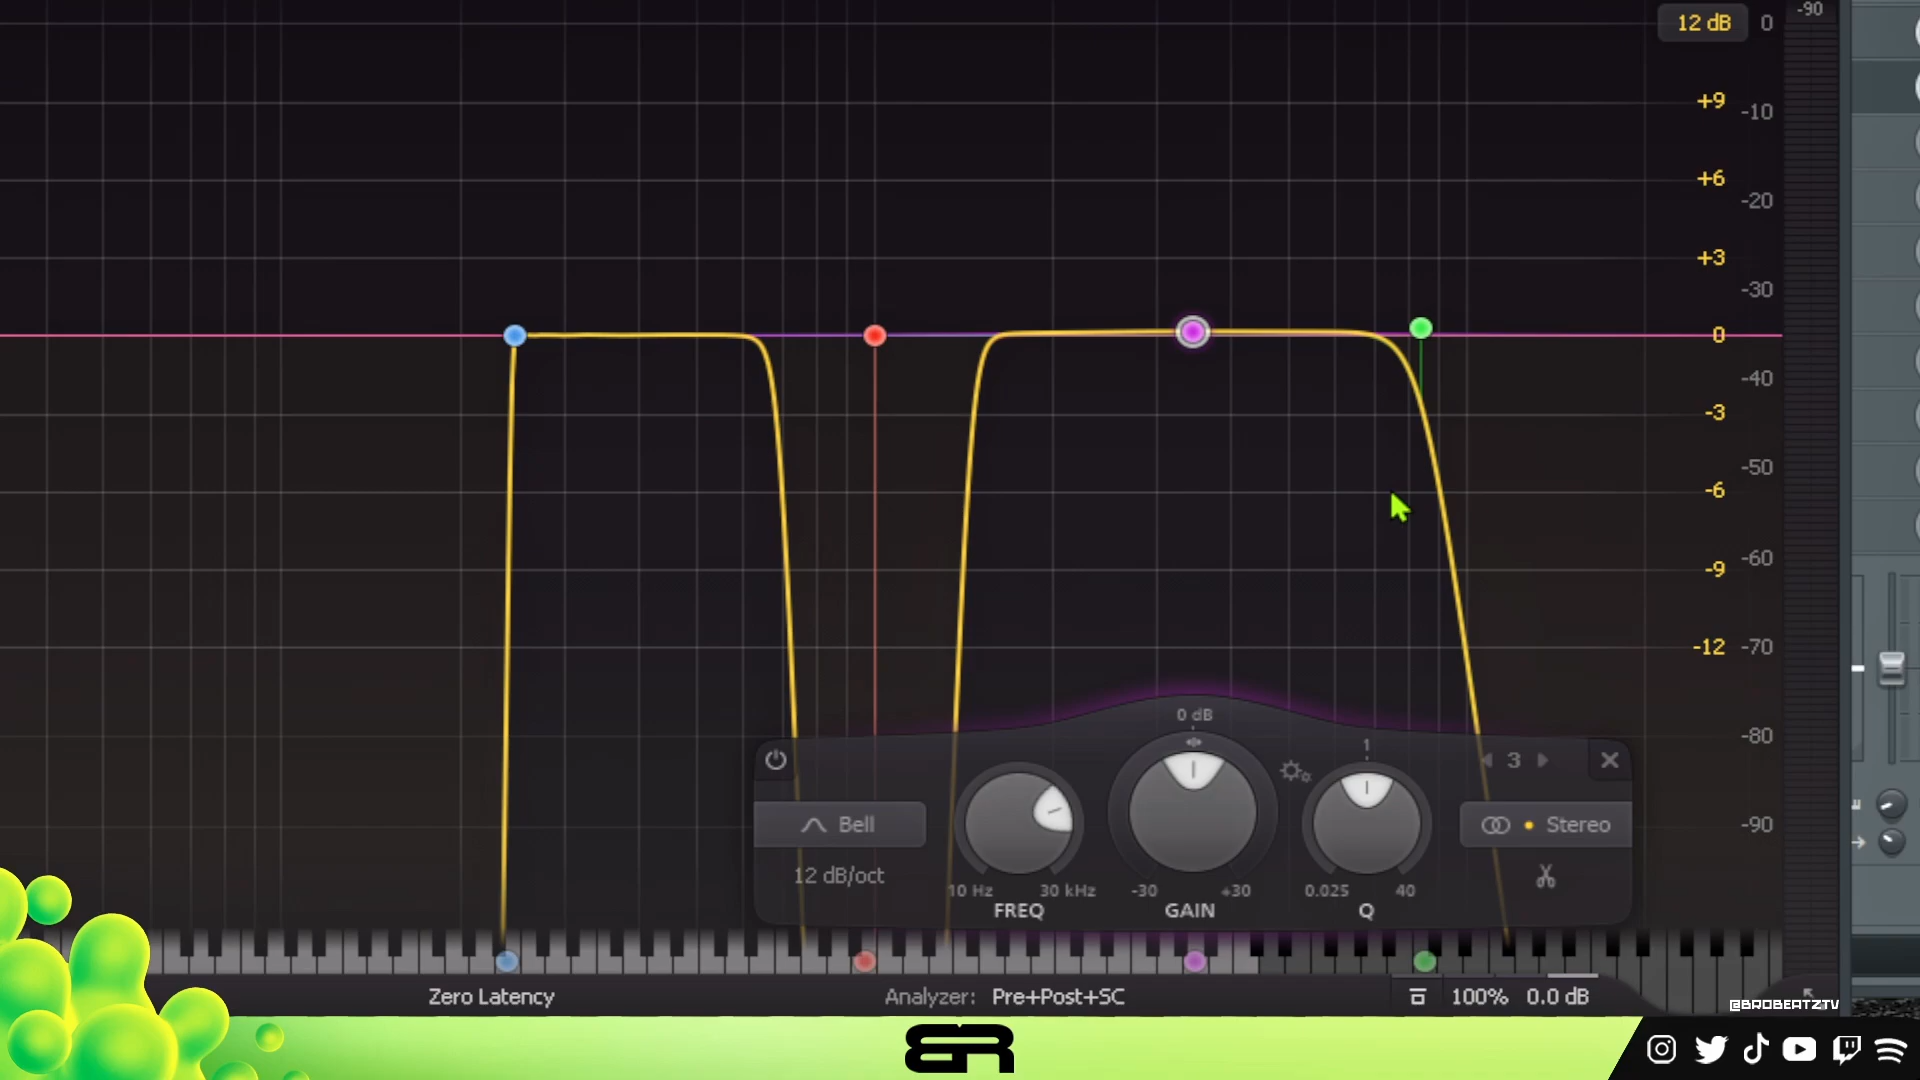 -90
12 dB 0
+9 -10
+6 -20
+3 -30
0
-3 -40
-6 -50
-9 -60
-12 -70
-80
-90
0 dB
1
3
Bell
12 dB/oct
10 Hz 30 kHz
FREQ
-30 +30
GAIN
0.025 40
Q
Stereo
Zero Latency
Analyzer: Pre+Post+SC
100% 0.0 dB
@BROBEATZTV
BR